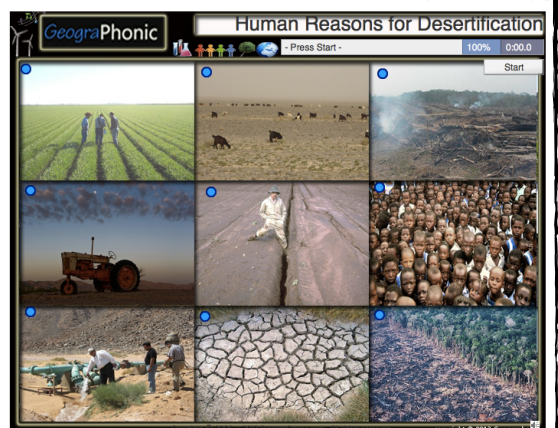 GeograPhonic
Human Reasons for Desertification
- Press Start -
100%
0:00.0
Start